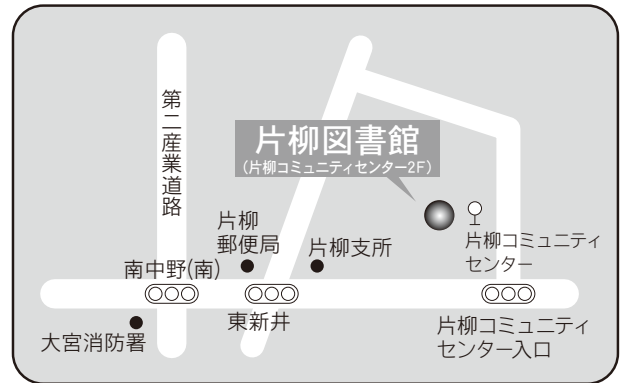 第二産業道路
片柳図書館
(片柳コミュニティセンター2F)
片柳
郵便局
片柳支所
片柳コミュニティ
センター
南中野(南)
東新井
大宮消防署
片柳コミュニティ
センター入口